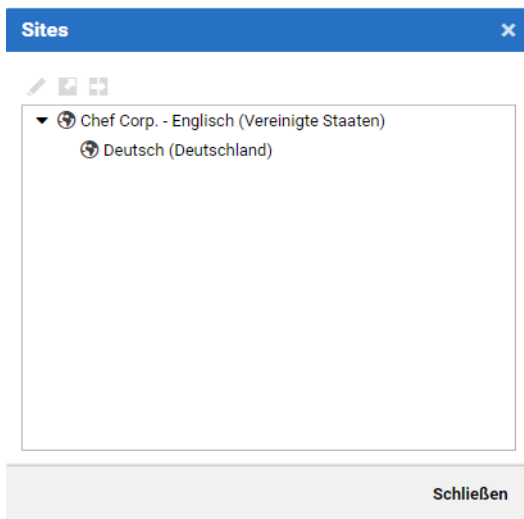 Sites
Chef Corp. - Englisch (Vereinigte Staaten)
Deutsch (Deutschland)
Schließen